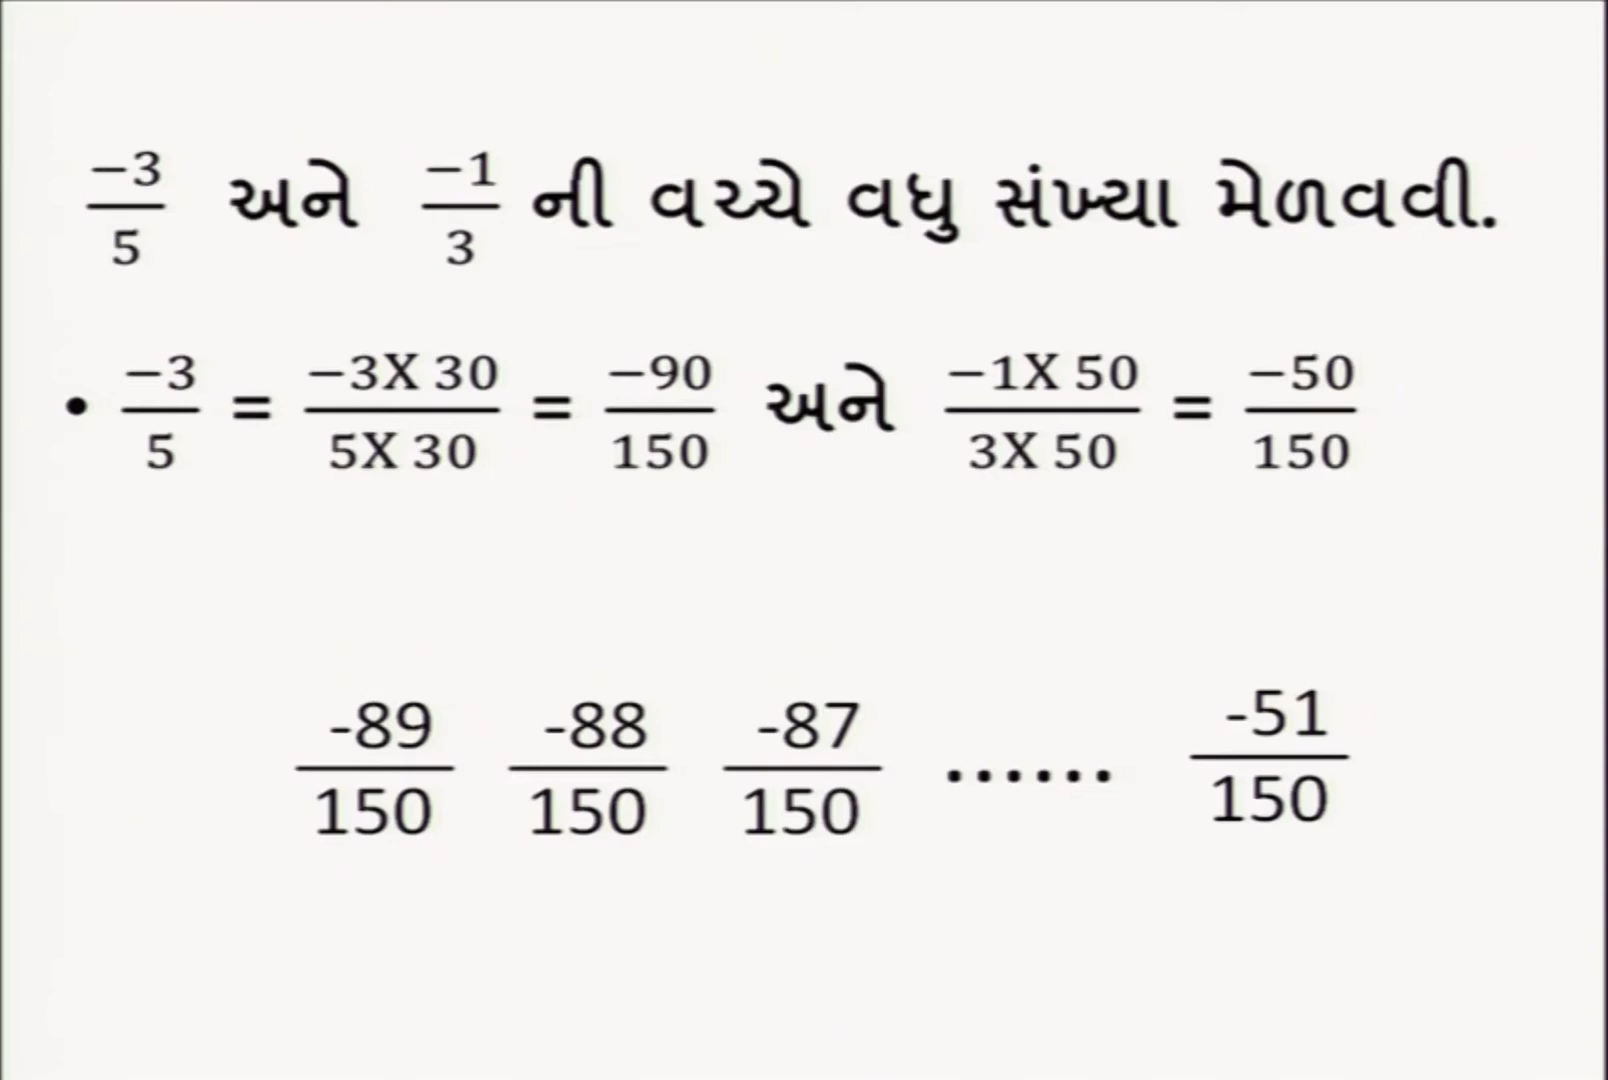 −3/5 અને −1/3 ની વચ્ચે વધુ સંખ્યા મેળવવી.
• −3/5 = −3X 30/5X 30 = −90/150 અને −1X 50/3X 50 = −50/150
-89/150 -88/150 -87/150 ...... -51/150